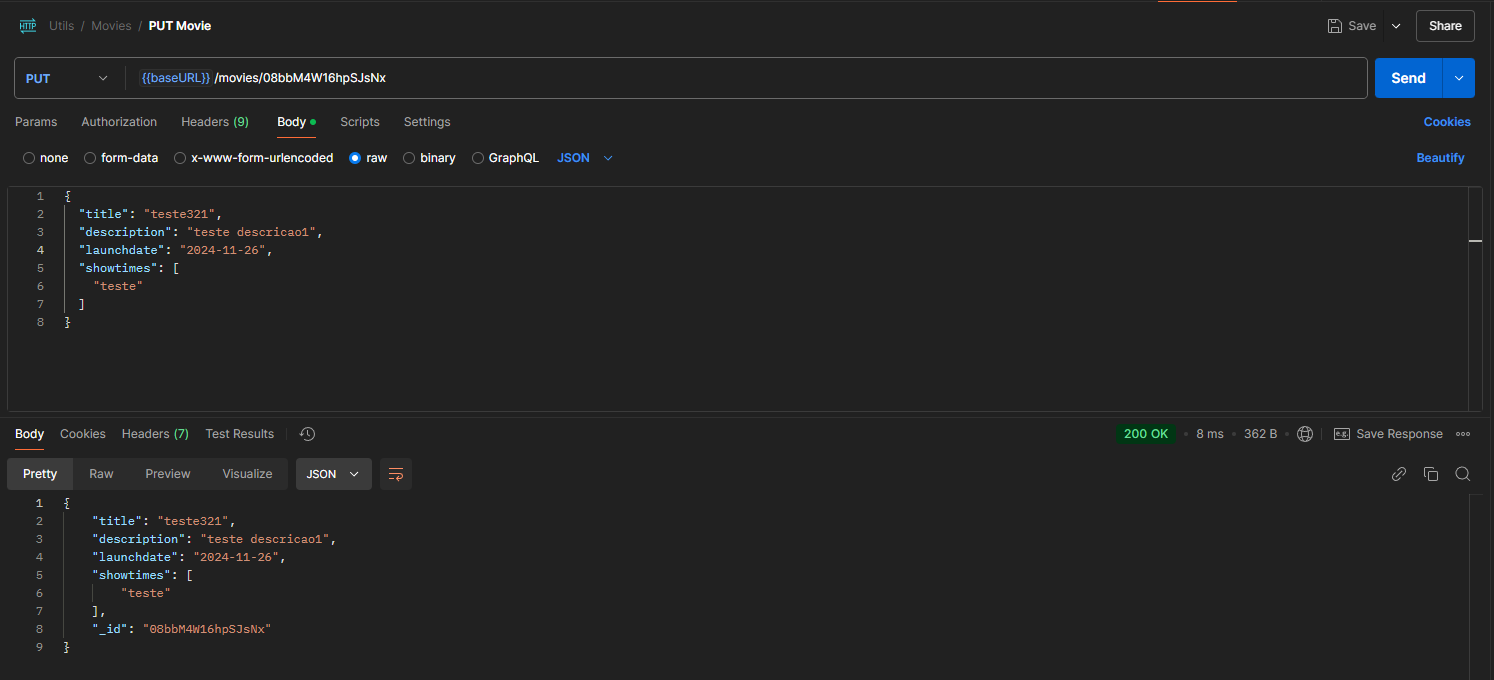 HTTP Utils / Movies / PUT Movie Save Share
PUT {{baseURL}} /movies/08bbM4W16hpSJsNx Send
Params Authorization Headers (9) Body Scripts Settings Cookies
none form-data x-www-form-urlencoded raw binary GraphQL JSON Beautify
1 {
2 "title": "teste321",
3 "description": "teste descricao1",
4 "launchdate": "2024-11-26",
5 "showtimes": [
6 "teste"
7 ]
8 }
Body Cookies Headers (7) Test Results 200 OK • 8 ms • 362 B • e.g. Save Response
Pretty Raw Preview Visualize JSON
1 {
2 "title": "teste321",
3 "description": "teste descricao1",
4 "launchdate": "2024-11-26",
5 "showtimes": [
6 "teste"
7 ],
8 "_id": "08bbM4W16hpSJsNx"
9 }